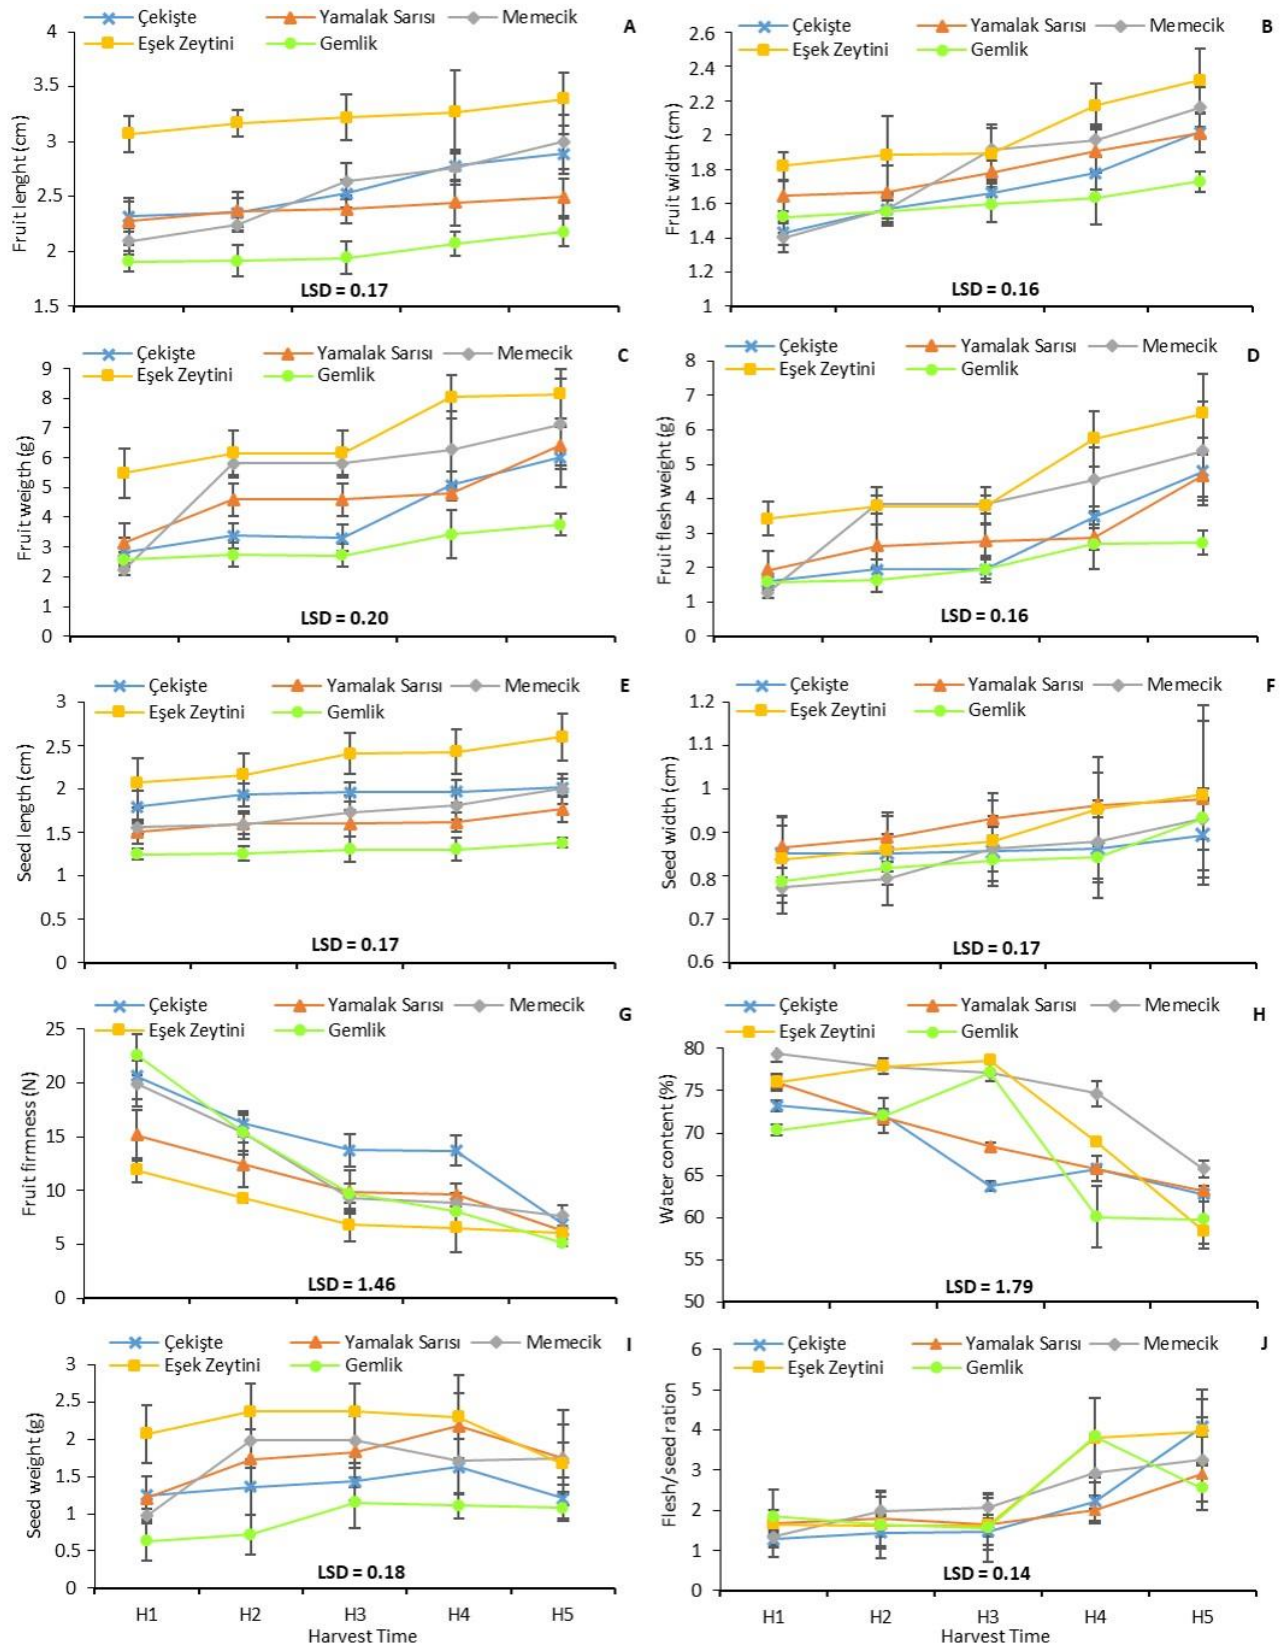 Çekişte Yamalak Sarısı Memecik A
Eşek Zeytini Gemlik
4
3.5
3
2.5
2
1.5
Fruit lenght (cm)
LSD = 0.17
Çekişte Yamalak Sarısı Memecik B
Eşek Zeytini Gemlik
2.6
2.4
2.2
2
1.8
1.6
1.4
1.2
1
Fruit width (cm)
LSD = 0.16
Çekişte Yamalak Sarısı Memecik C
Eşek Zeytini Gemlik
9
8
7
6
5
4
3
2
1
0
Fruit weigth (g)
LSD = 0.20
Çekişte Yamalak Sarısı Memecik D
Eşek Zeytini Gemlik
8
7
6
5
4
3
2
1
0
Fruit flesh weight (g)
LSD = 0.16
Çekişte Yamalak Sarısı Memecik E
Eşek Zeytini Gemlik
3
2.5
2
1.5
1
0.5
0
Seed length (cm)
LSD = 0.17
Çekişte Yamalak Sarısı Memecik F
Eşek Zeytini Gemlik
1.2
1.1
1
0.9
0.8
0.7
0.6
Seed width (cm)
LSD = 0.17
Çekişte Yamalak Sarısı Memecik G
Eşek Zeytini Gemlik
25
20
15
10
5
0
Fruit firmness (N)
LSD = 1.46
Çekişte Yamalak Sarısı Memecik H
Eşek Zeytini Gemlik
80
75
70
65
60
55
50
Water content (%)
LSD = 1.79
Çekişte Yamalak Sarısı Memecik I
Eşek Zeytini Gemlik
3
2.5
2
1.5
1
0.5
0
Seed weight (g)
LSD = 0.18
H1 H2 H3 H4 H5
Harvest Time
Çekişte Yamalak Sarısı Memecik J
Eşek Zeytini Gemlik
6
5
4
3
2
1
0
Flesh/seed ration
LSD = 0.14
H1 H2 H3 H4 H5
Harvest Time